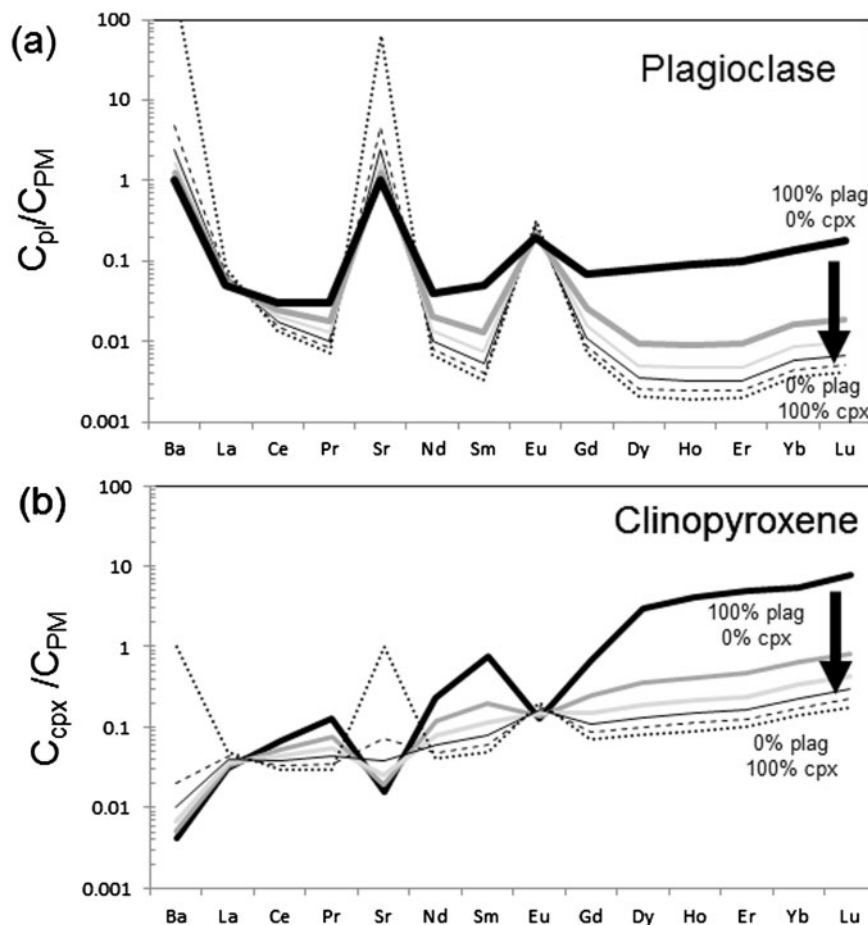 (a)
Plagioclase
100
10
1
0.1
0.01
0.001
Cpl/CPM
100% plag
0% cpx
0% plag
100% cpx
Ba La Ce Pr Sr Nd Sm Eu Gd Dy Ho Er Yb Lu
(b)
Clinopyroxene
100
10
1
0.1
0.01
0.001
Ccpx /CPM
100% plag
0% cpx
0% plag
100% cpx
Ba La Ce Pr Sr Nd Sm Eu Gd Dy Ho Er Yb Lu